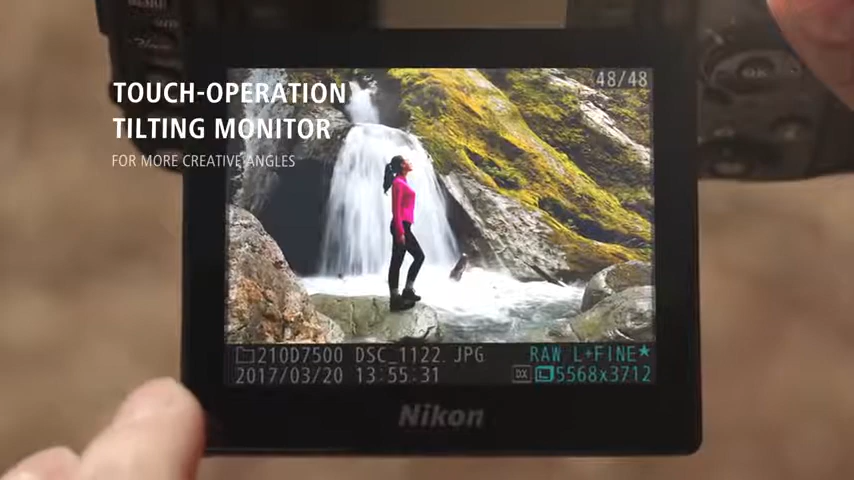 TOUCH-OPERATION
TILTING MONITOR
FOR MORE CREATIVE ANGLES
48/48
210D7500 DSC_1122.JPG RAW L+FINE★
2017/03/20 13:55:31 DX L 5568x3712
Nikon